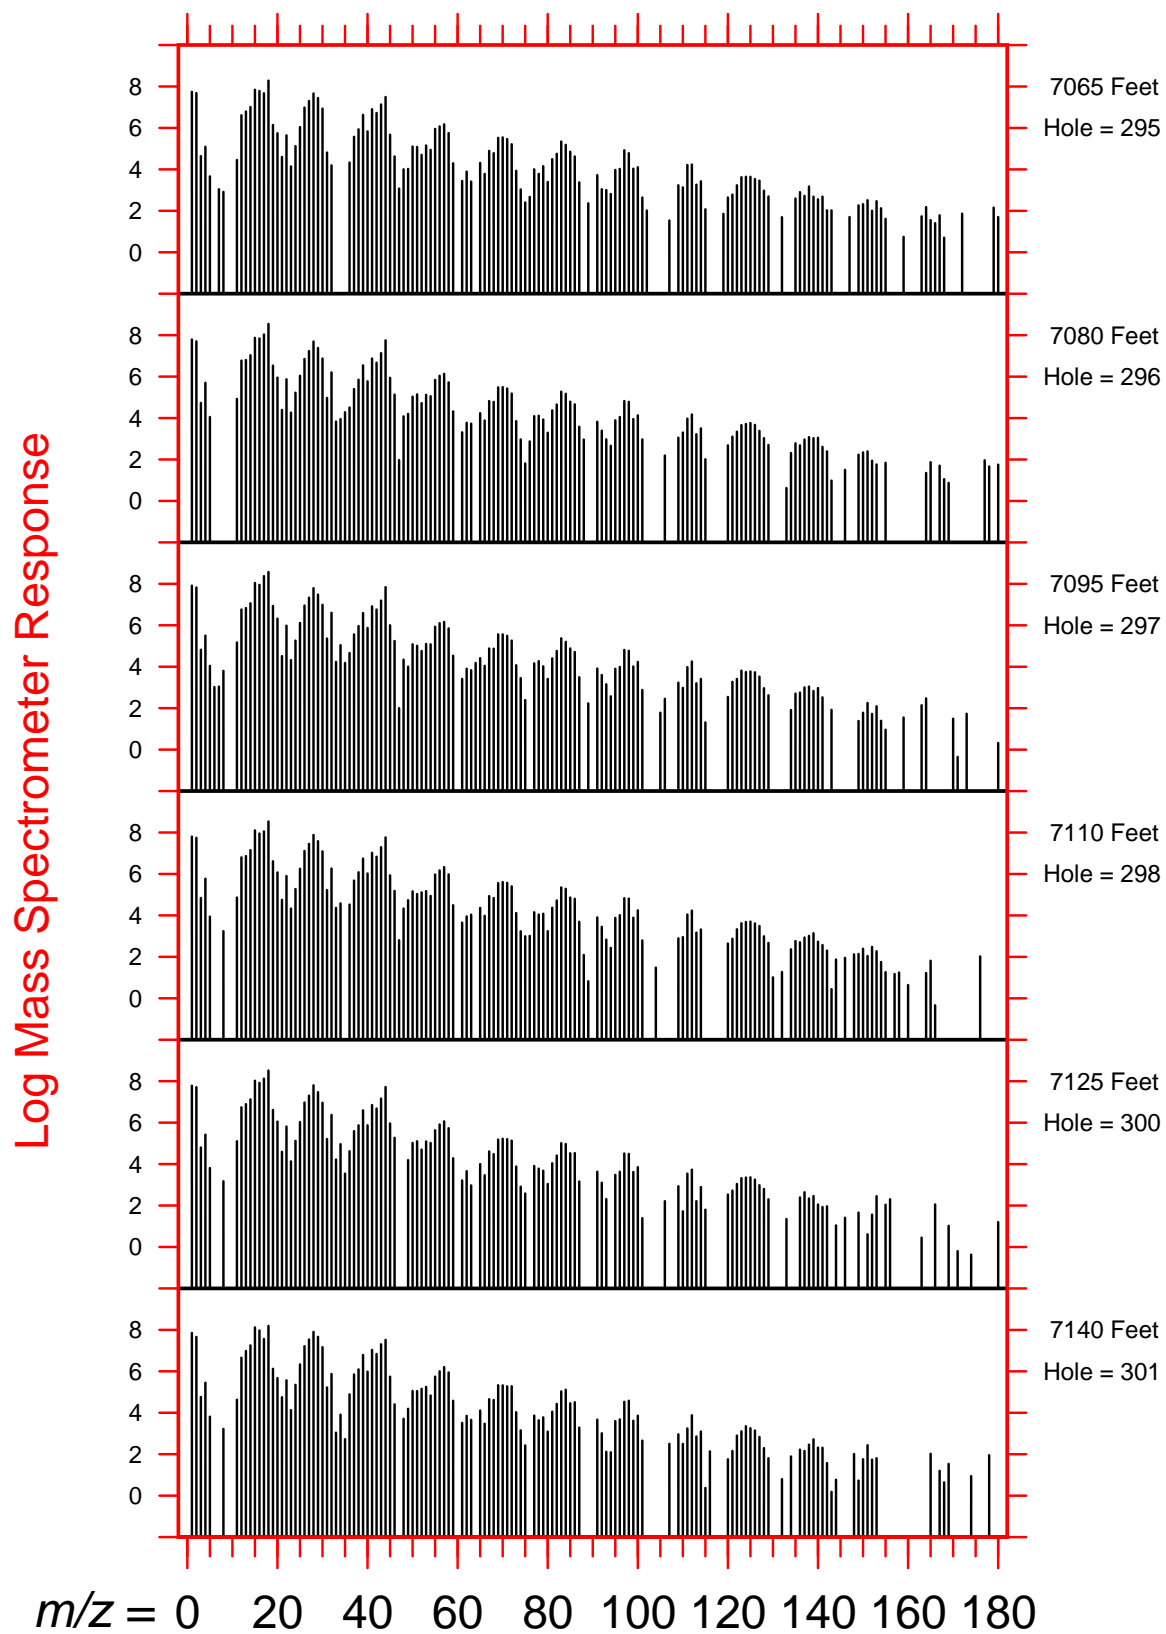 8
6
4
2
0
7065 Feet
Hole = 295
8
6
4
2
0
7080 Feet
Hole = 296
8
6
4
2
0
7095 Feet
Hole = 297
8
6
4
2
0
7110 Feet
Hole = 298
8
6
4
2
0
7125 Feet
Hole = 300
8
6
4
2
0
7140 Feet
Hole = 301
Log Mass Spectrometer Response
m/z = 0 20 40 60 80 100 120 140 160 180